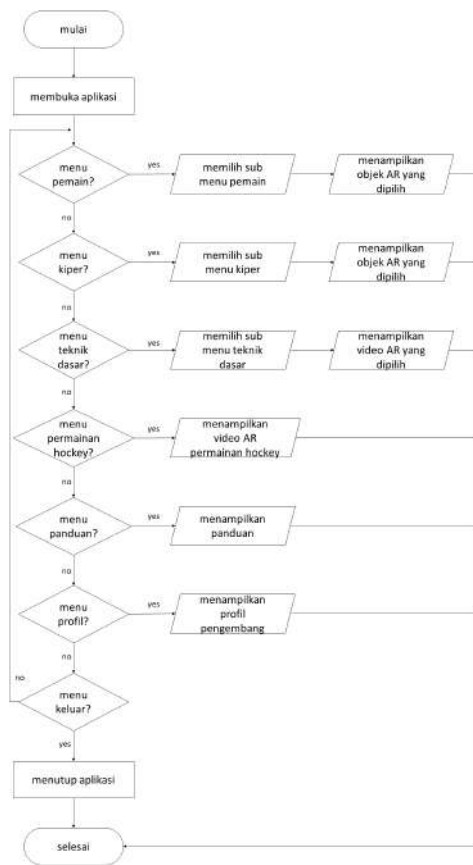 mulai
membuka aplikasi
menu
pemain?
yes
memilih sub
menu pemain
menampilkan
objek AR yang
dipilih
no
menu
kiper?
yes
memilih sub
menu kiper
menampilkan
objek AR yang
dipilih
no
menu
teknik
dasar?
yes
memilih sub
menu teknik
dasar
menampilkan
video AR yang
dipilih
no
menu
permainan
hockey?
yes
menampilkan
video AR
permainan hockey
no
menu
panduan?
yes
menampilkan
panduan
no
menu
profil?
yes
menampilkan
profil
pengembang
no
no
menu
keluar?
yes
menutup aplikasi
selesai